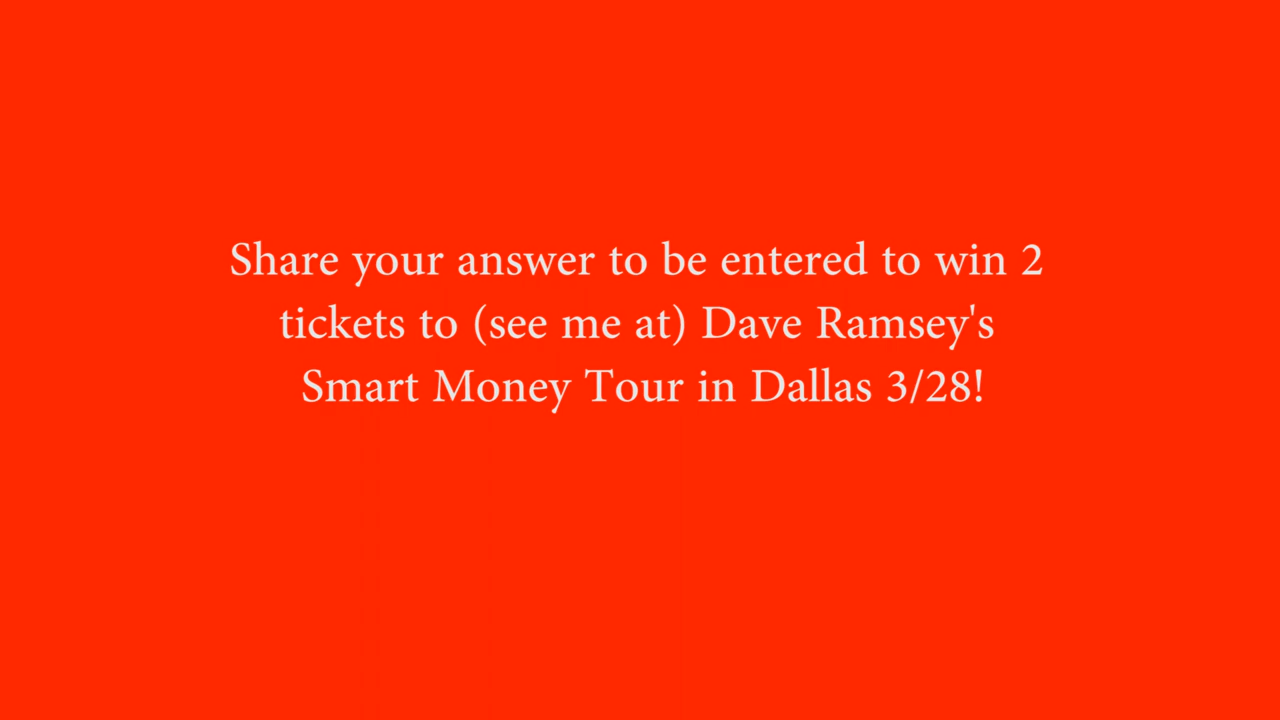 Share your answer to be entered to win 2
tickets to (see me at) Dave Ramsey's
Smart Money Tour in Dallas 3/28!